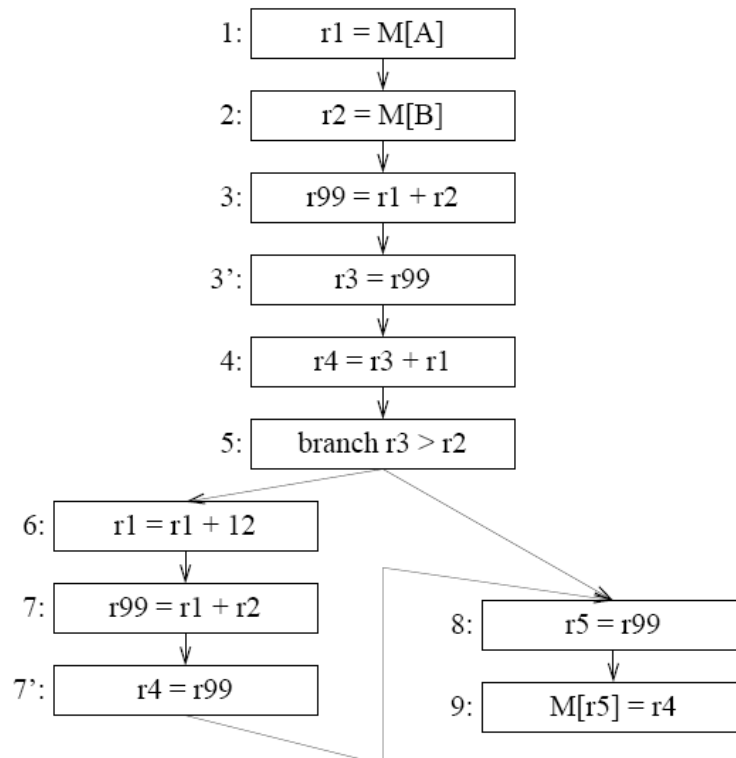 1: r1 = M[A]
2: r2 = M[B]
3: r99 = r1 + r2
3’: r3 = r99
4: r4 = r3 + r1
5: branch r3 > r2
6: r1 = r1 + 12
7: r99 = r1 + r2
7’: r4 = r99
8: r5 = r99
9: M[r5] = r4